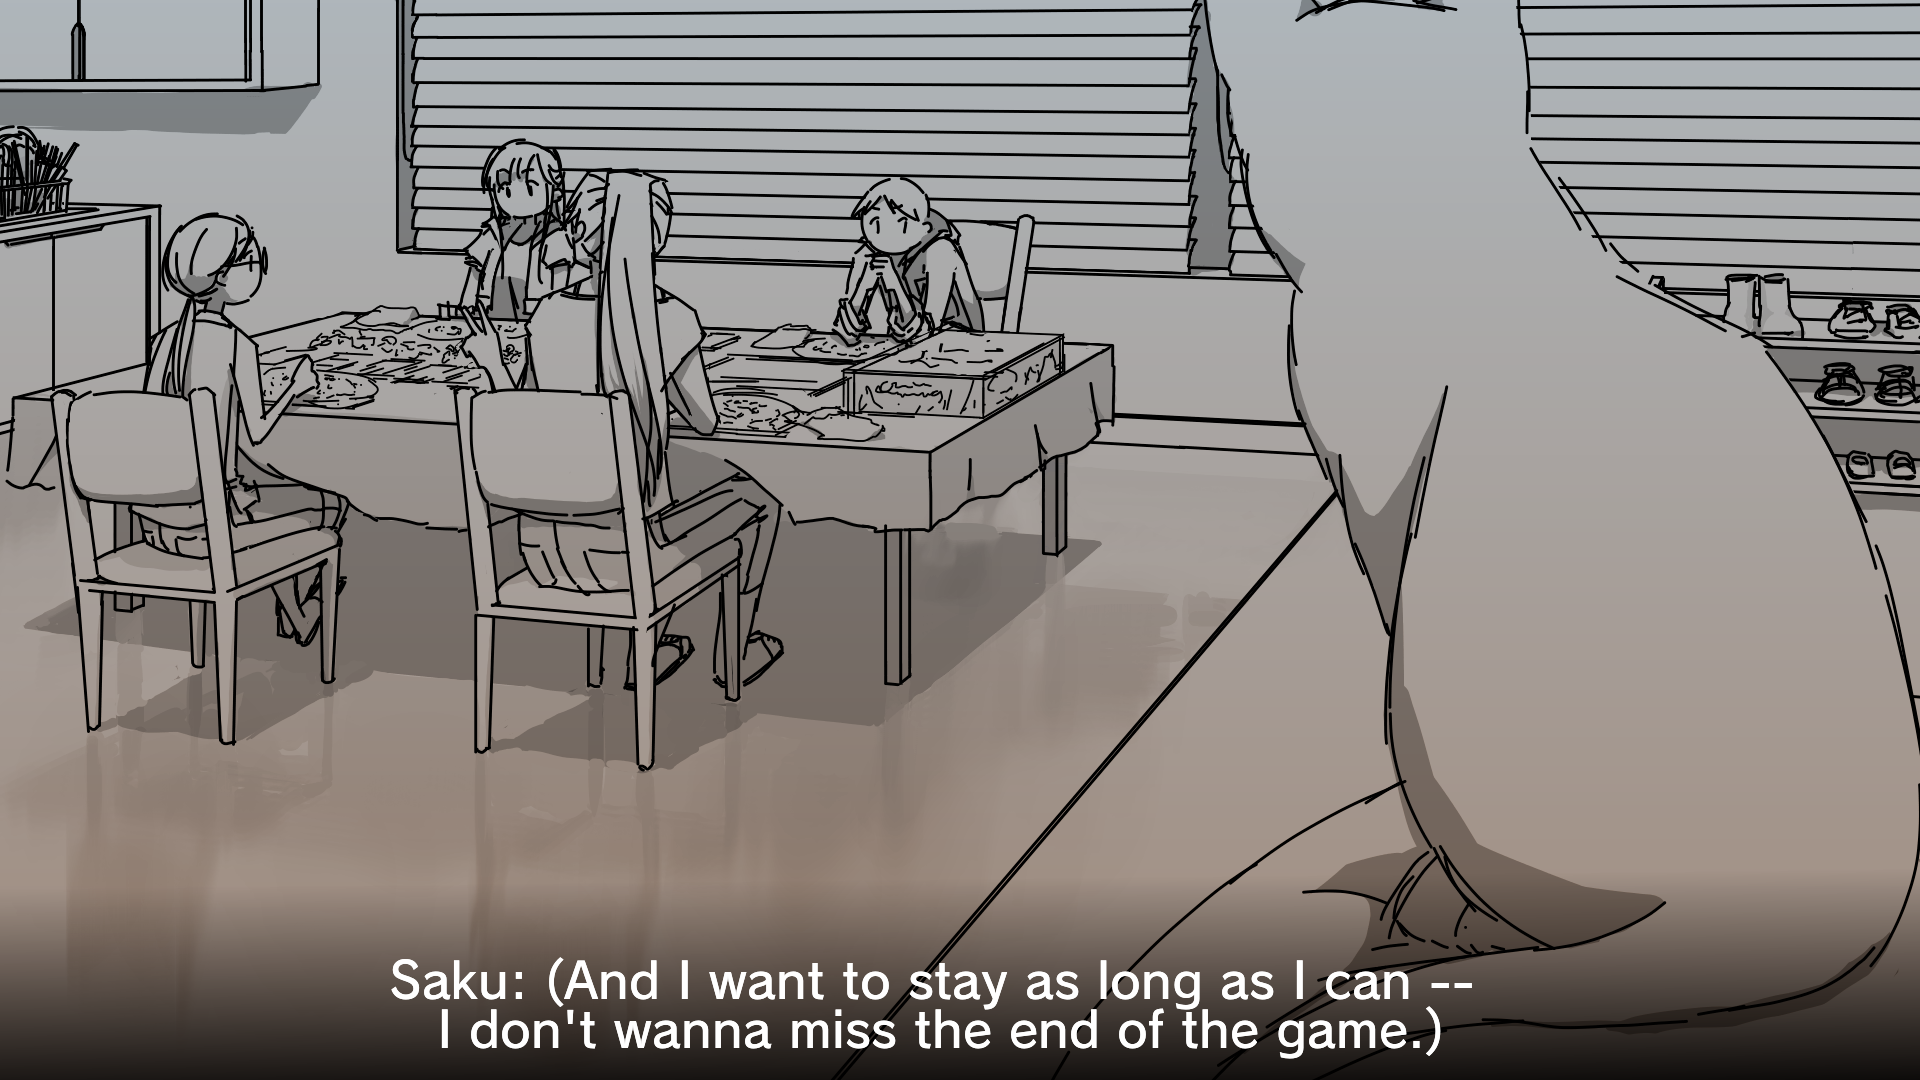 Saku: (And I want to stay as long as I can --
I don't wanna miss the end of the game.)